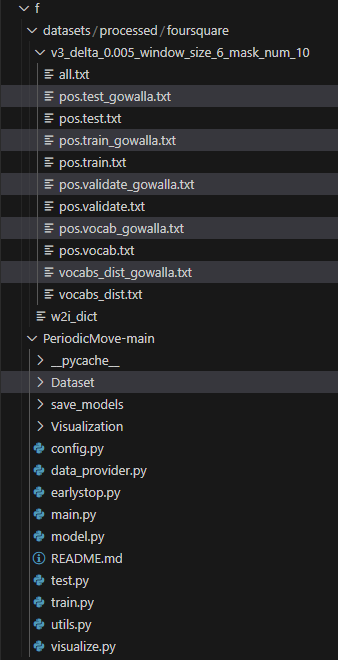 f
datasets / processed / foursquare
v3_delta_0.005_window_size_6_mask_num_10
all.txt
pos.test_gowalla.txt
pos.test.txt
pos.train_gowalla.txt
pos.train.txt
pos.validate_gowalla.txt
pos.validate.txt
pos.vocab_gowalla.txt
pos.vocab.txt
vocabs_dist_gowalla.txt
vocabs_dist.txt
w2i_dict
PeriodicMove-main
__pycache__
Dataset
save_models
Visualization
config.py
data_provider.py
earlystop.py
main.py
model.py
README.md
test.py
train.py
utils.py
visualize.py